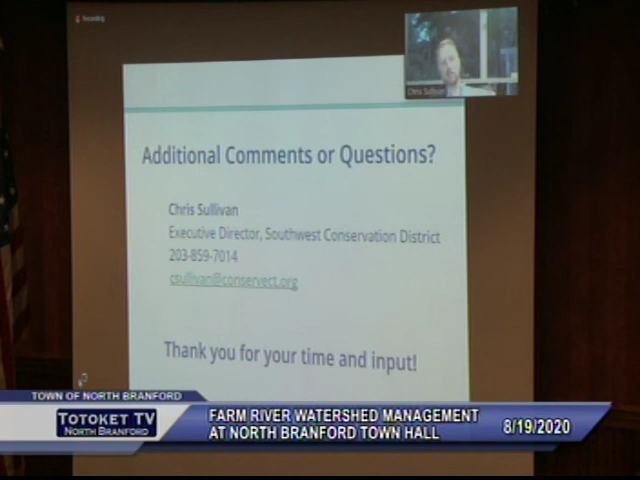 Recording
Chris Sullivan
Additional Comments or Questions?
Chris Sullivan
Executive Director, Southwest Conservation District
203-859-7014
csullivan@conservect.org
Thank you for your time and input!
TOWN OF NORTH BRANFORD
TOTOKET TV
NORTH BRANFORD
FARM RIVER WATERSHED MANAGEMENT
AT NORTH BRANFORD TOWN HALL
8/19/2020